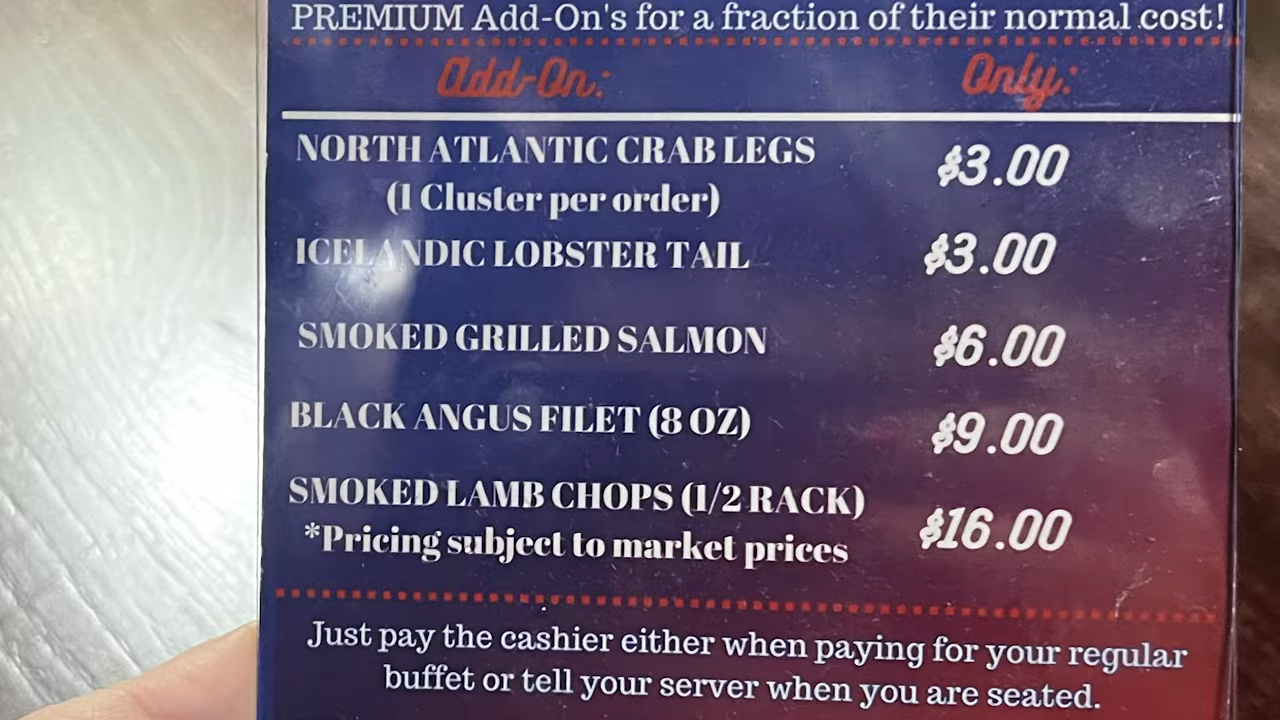 PREMIUM Add-On's for a fraction of their normal cost!
Add-On: Only:
NORTH ATLANTIC CRAB LEGS $3.00
(1 Cluster per order)
ICELANDIC LOBSTER TAIL $3.00
SMOKED GRILLED SALMON $6.00
BLACK ANGUS FILET (8 OZ) $9.00
SMOKED LAMB CHOPS (1/2 RACK) $16.00
*Pricing subject to market prices
Just pay the cashier either when paying for your regular
buffet or tell your server when you are seated.